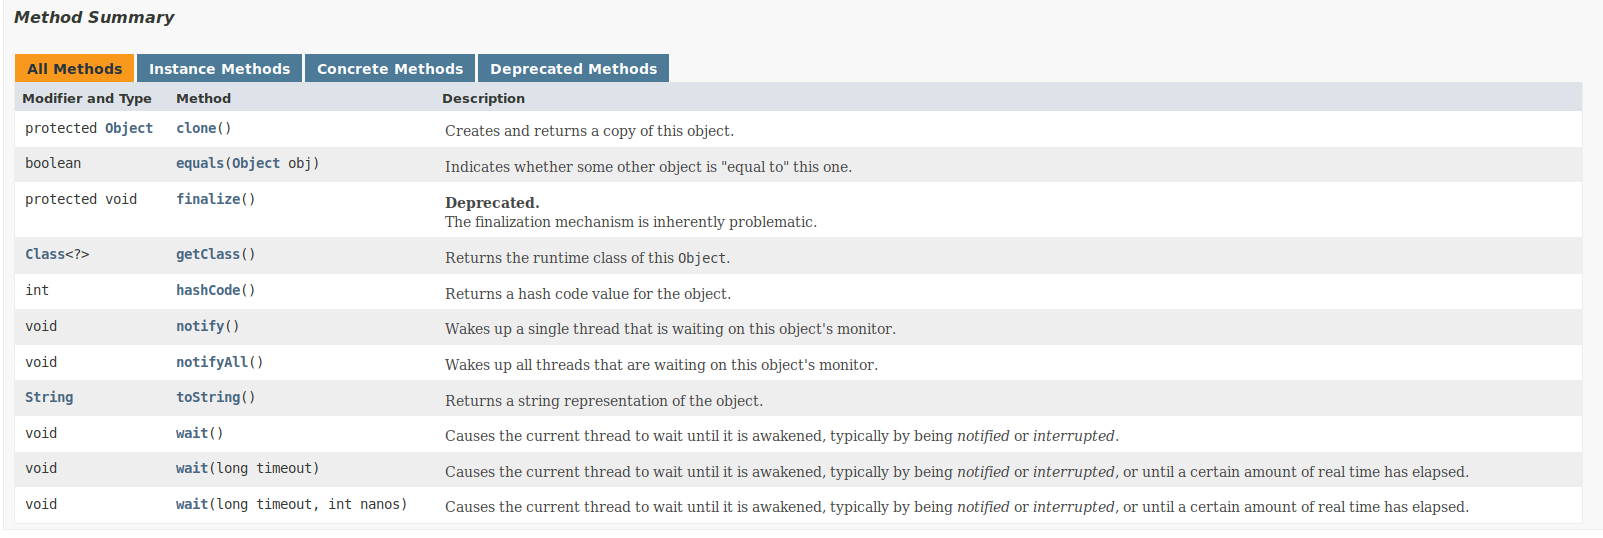 Method Summary
All Methods Instance Methods Concrete Methods Deprecated Methods
Modifier and Type Method Description
protected Object clone() Creates and returns a copy of this object.
boolean equals(Object obj) Indicates whether some other object is "equal to" this one.
protected void finalize() Deprecated.
The finalization mechanism is inherently problematic.
Class<?> getClass() Returns the runtime class of this Object.
int hashCode() Returns a hash code value for the object.
void notify() Wakes up a single thread that is waiting on this object's monitor.
void notifyAll() Wakes up all threads that are waiting on this object's monitor.
String toString() Returns a string representation of the object.
void wait() Causes the current thread to wait until it is awakened, typically by being notified or interrupted.
void wait(long timeout) Causes the current thread to wait until it is awakened, typically by being notified or interrupted, or until a certain amount of real time has elapsed.
void wait(long timeout, int nanos) Causes the current thread to wait until it is awakened, typically by being notified or interrupted, or until a certain amount of real time has elapsed.